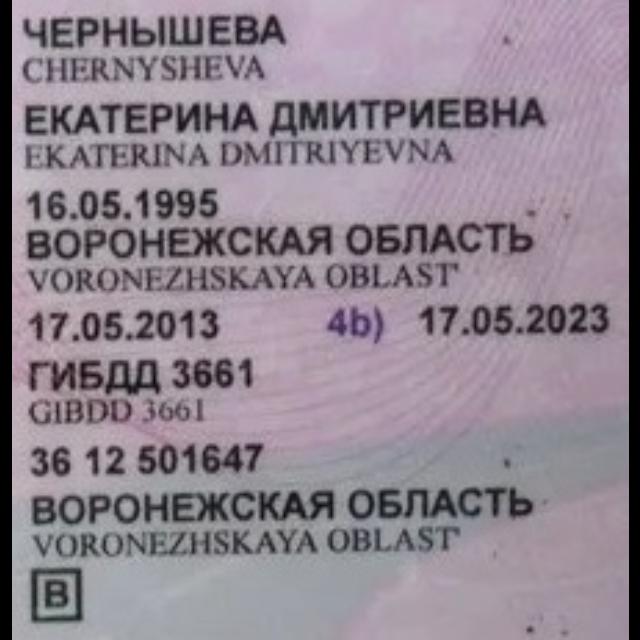 ЧЕРНЫШЕВА
CHERNYSHEVA
ЕКАТЕРИНА ДМИТРИЕВНА
EKATERINA DMITRIYEVNA
16.05.1995
ВОРОНЕЖСКАЯ ОБЛАСТЬ
VORONEZHSKAYA OBLAST'
17.05.2013 4b) 17.05.2023
ГИБДД 3661
GIBDD 3661
36 12 501647
ВОРОНЕЖСКАЯ ОБЛАСТЬ
VORONEZHSKAYA OBLAST'
B